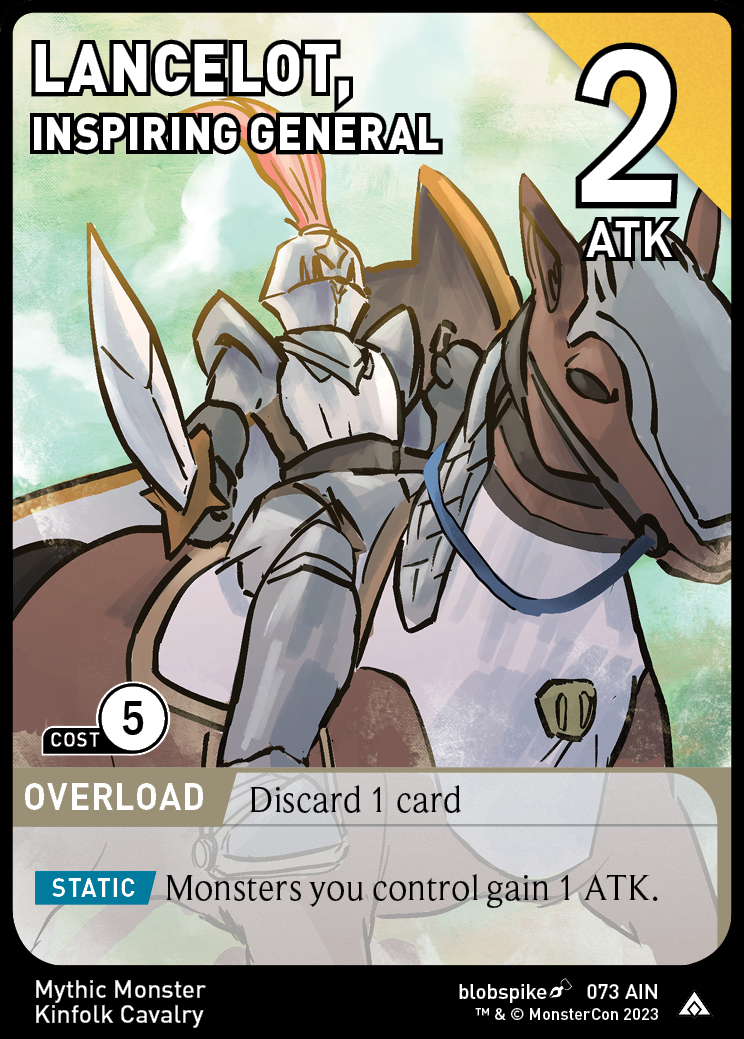 LANCELOT,
INSPIRING GENERAL
2
ATK
COST 5
OVERLOAD Discard 1 card
STATIC Monsters you control gain 1 ATK.
Mythic Monster
Kinfolk Cavalry
blobspike 073 AIN
™ & © MonsterCon 2023